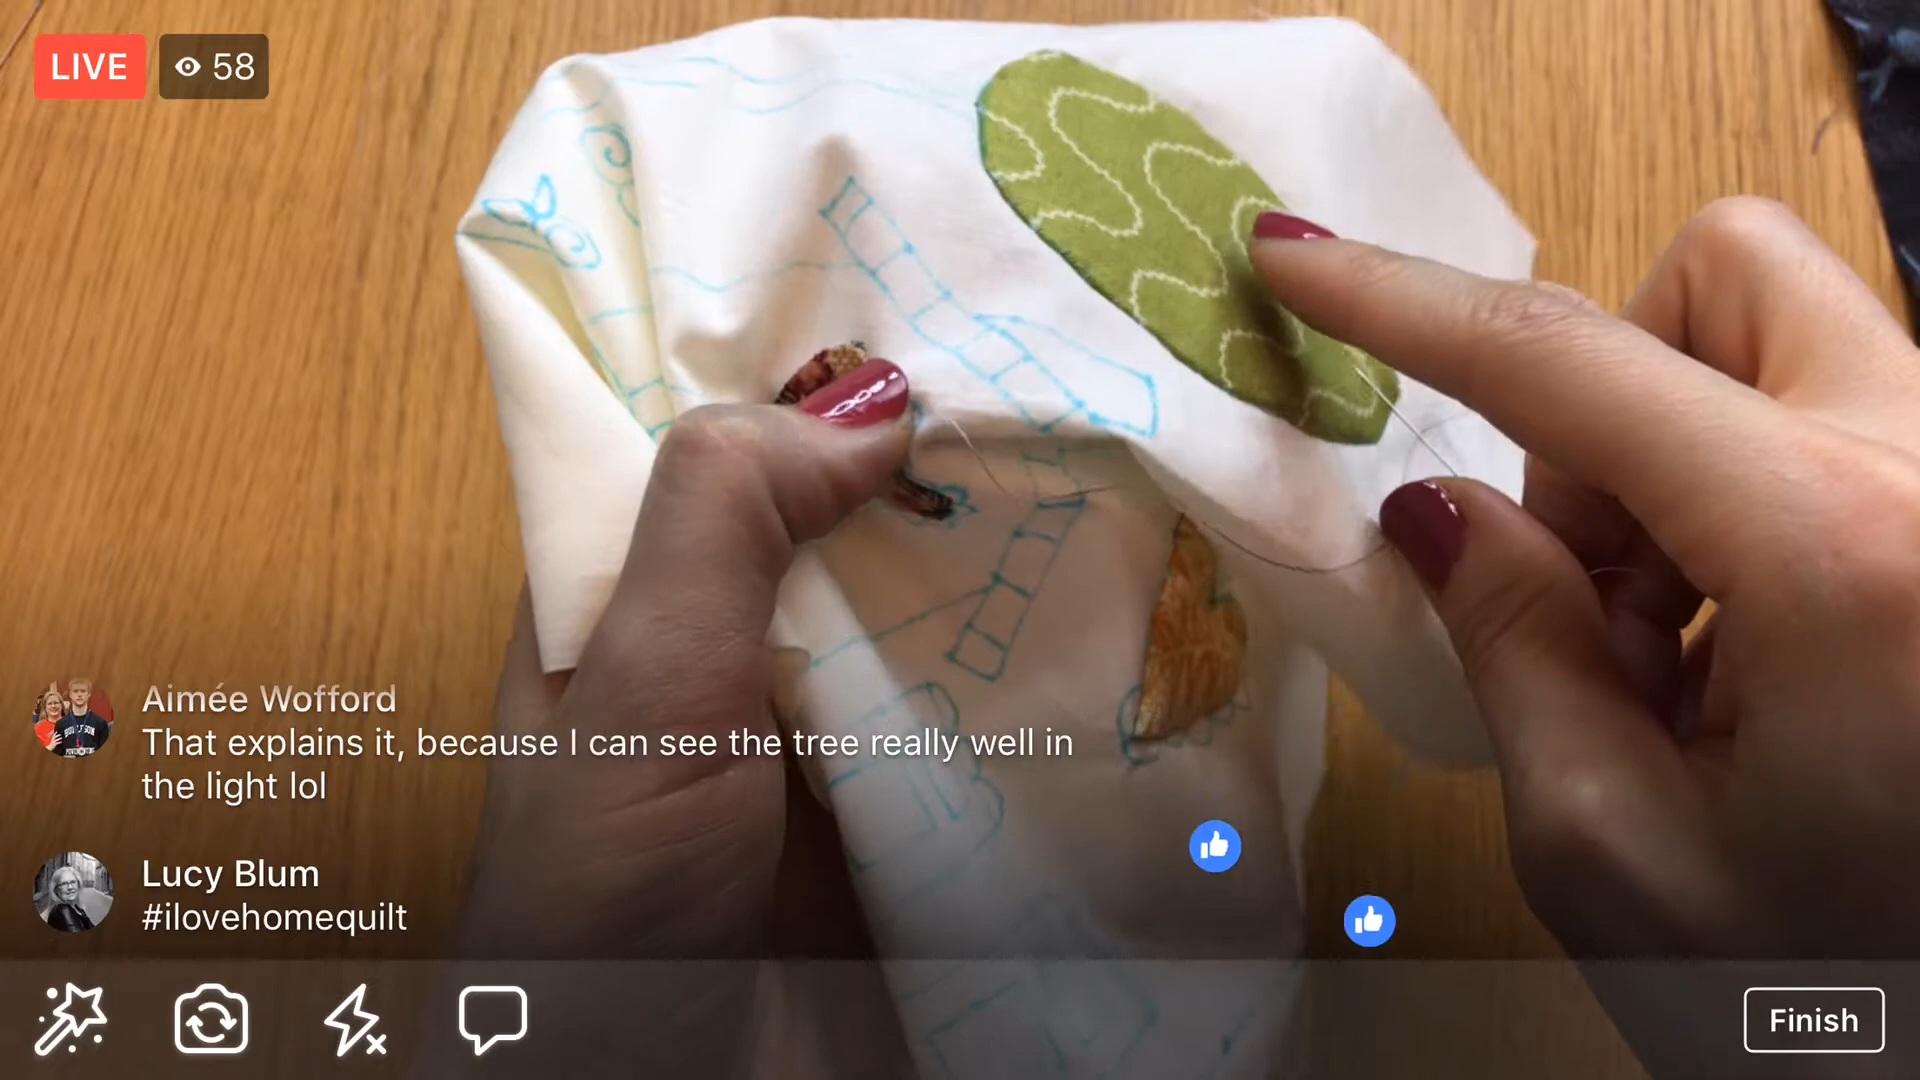 LIVE
58
Aimée Wofford
That explains it, because I can see the tree really well in
the light lol
Lucy Blum
#ilovehomequilt
Finish